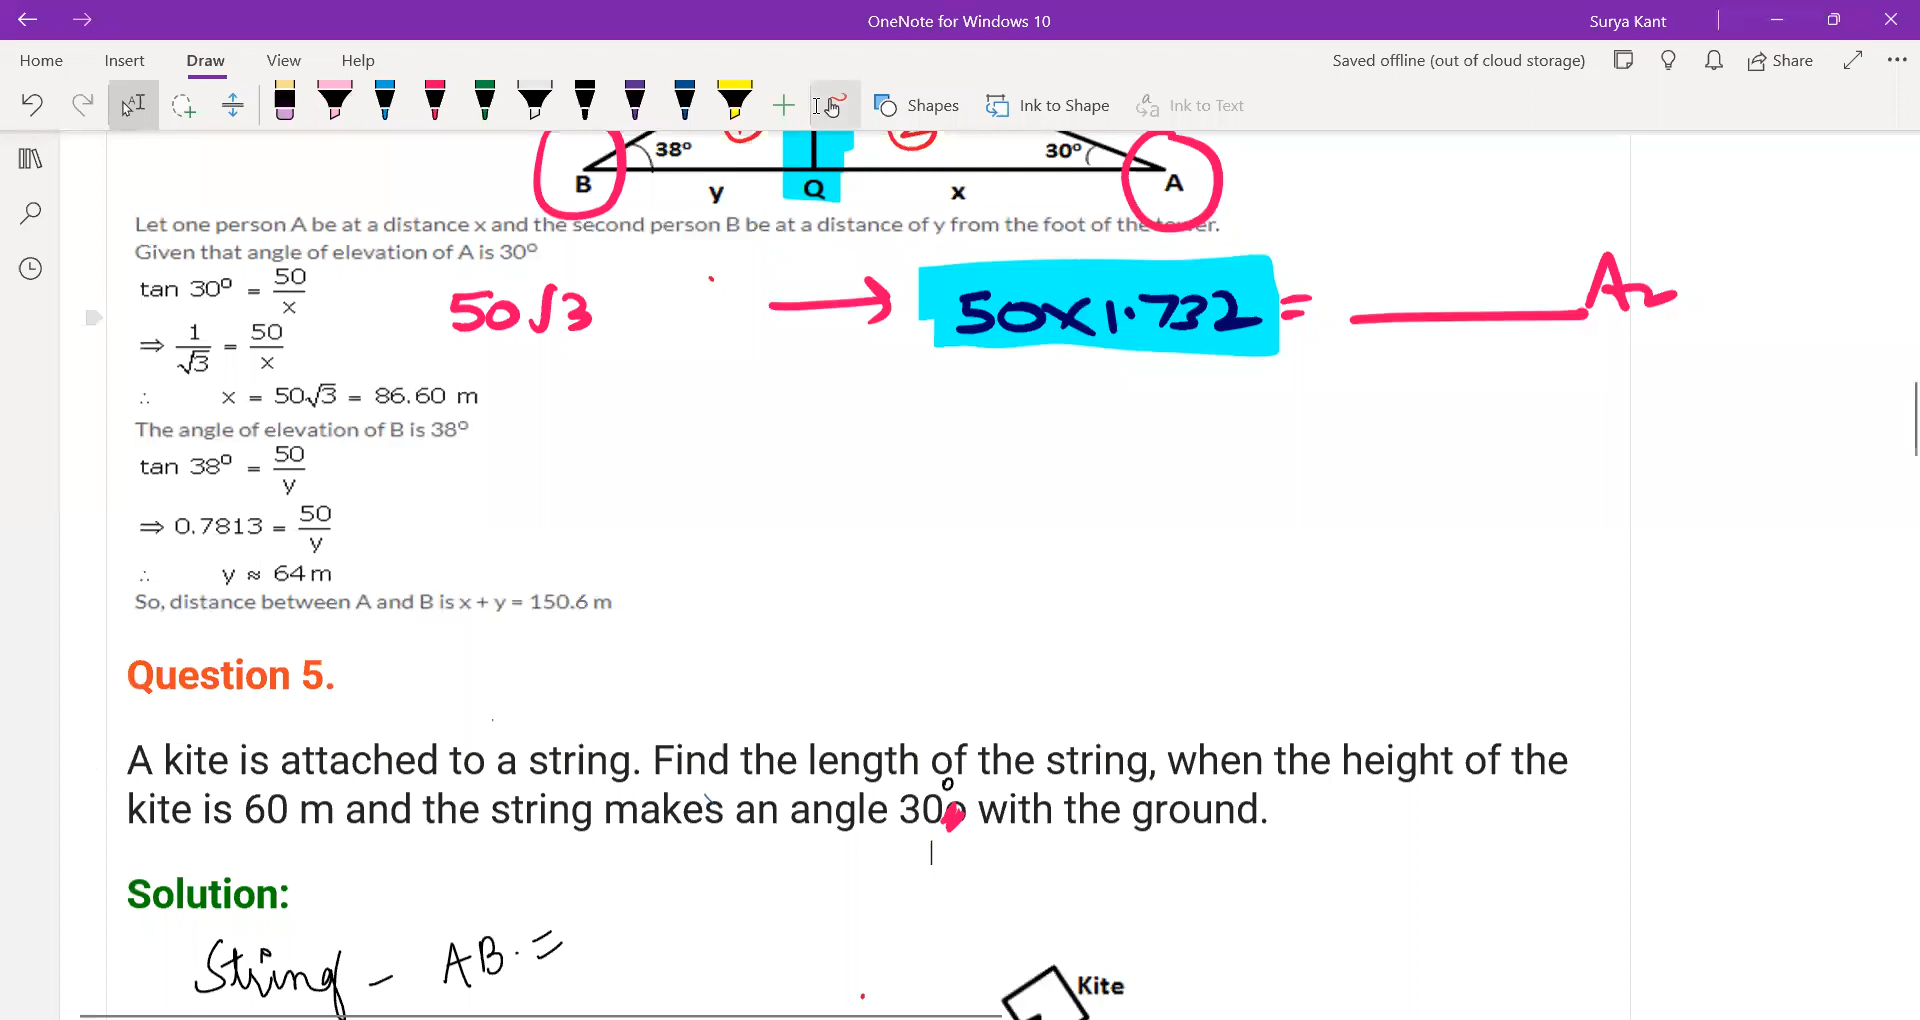 OneNote for Windows 10
Surya Kant
Home Insert Draw View Help
Saved offline (out of cloud storage)
Share
Shapes
Ink to Shape
Ink to Text
38°
30°
B
y
Q
x
A
Let one person A be at a distance x and the second person B be at a distance of y from the foot of the tower.
Given that angle of elevation of A is 30°
tan 30° = 50/x
50√3 → 50×1.732 = A
⇒ 1/√3 = 50/x
∴ x = 50√3 = 86.60 m
The angle of elevation of B is 38°
tan 38° = 50/y
⇒ 0.7813 = 50/y
∴ y ≈ 64 m
So, distance between A and B is x + y = 150.6 m
Question 5.
A kite is attached to a string. Find the length of the string, when the height of the
kite is 60 m and the string makes an angle 30° with the ground.
Solution:
String - AB. =
Kite